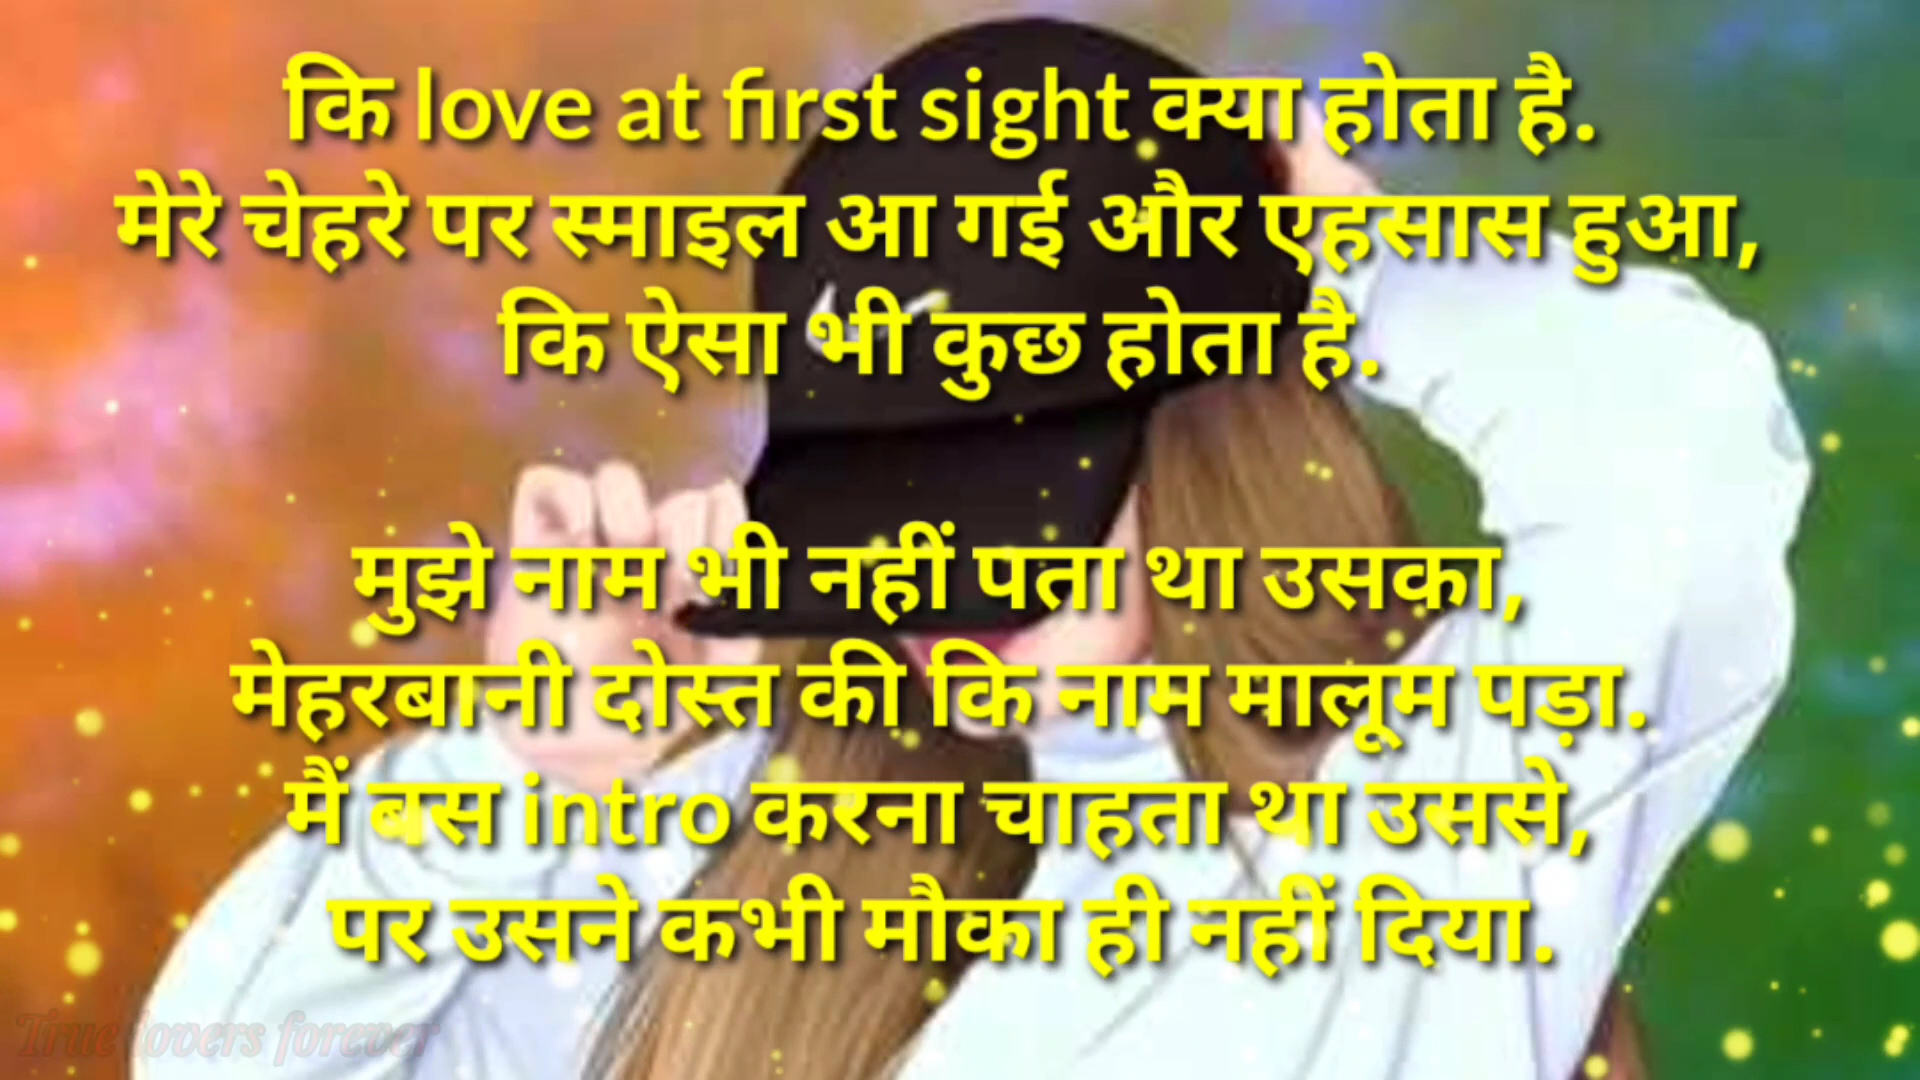 कि love at first sight क्या होता है.
मेरे चेहरे पर स्माइल आ गई और एहसास हुआ,
कि ऐसा भी कुछ होता है.
मुझे नाम भी नहीं पता था उसका,
मेहरबानी दोस्त की कि नाम मालूम पड़ा.
मैं बस intro करना चाहता था उससे,
पर उसने कभी मौका ही नहीं दिया.
True lovers forever